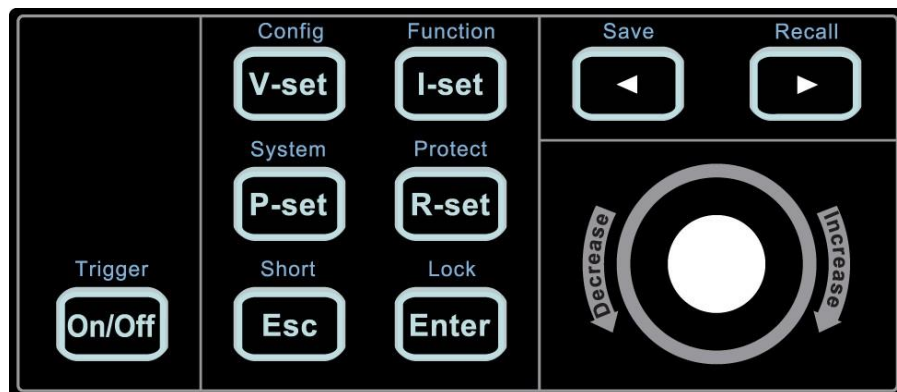 Config Function Save Recall
V-set I-set
System Protect
P-set R-set
Decrease Increase
Trigger Short Lock
On/Off Esc Enter